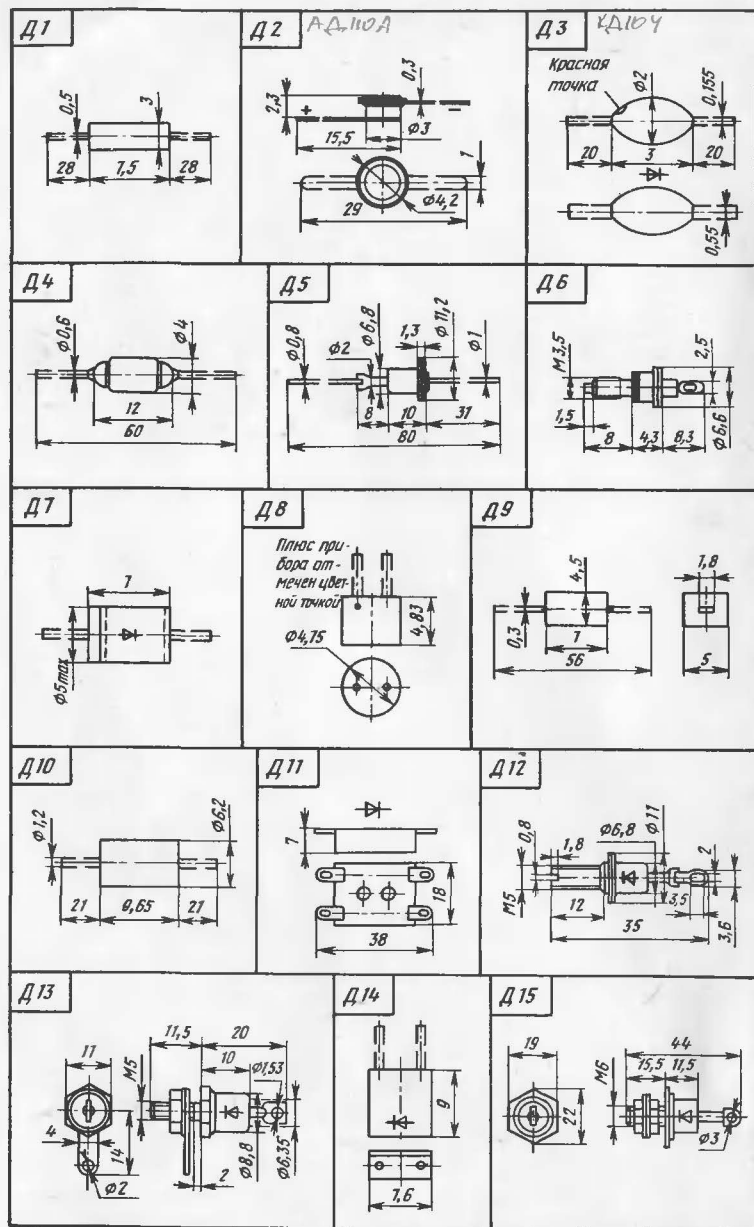 Д1
0,5
3
28
7,5
28
Д2
АД110А
2,3
0,3
+
−
15,5
Ф3
1
29
Ф4,2
Д3
КД104
Красная
точка
Ф2
0,155
20
3
20
0,55
Д4
Ф0,6
Ф4
12
60
Д5
Ф0,8
Ф2
Ф6,8
1,3
Ф11,2
Ф1
8
10
31
80
Д6
М3,5
2,5
1,5
8
4,3
8,3
Ф6,6
Д7
7
Ф5max
Д8
Плюс при-
бора от-
мечен цвет-
ной точкой
4,83
Ф4,75
Д9
4,5
1,8
0,3
7
56
5
Д10
Ф1,2
Ф6,2
21
9,65
21
Д11
7
18
38
Д12
0,8
1,8
Ф6,8
Ф11
2
М5
12
3,5
3,6
35
Д13
11
11,5
20
М5
10
Ф1,53
4
14
Ф2
2
Ф8,8
Ф6,35
Д14
9
7,6
Д15
19
44
М6
15,5
11,5
22
Ф3